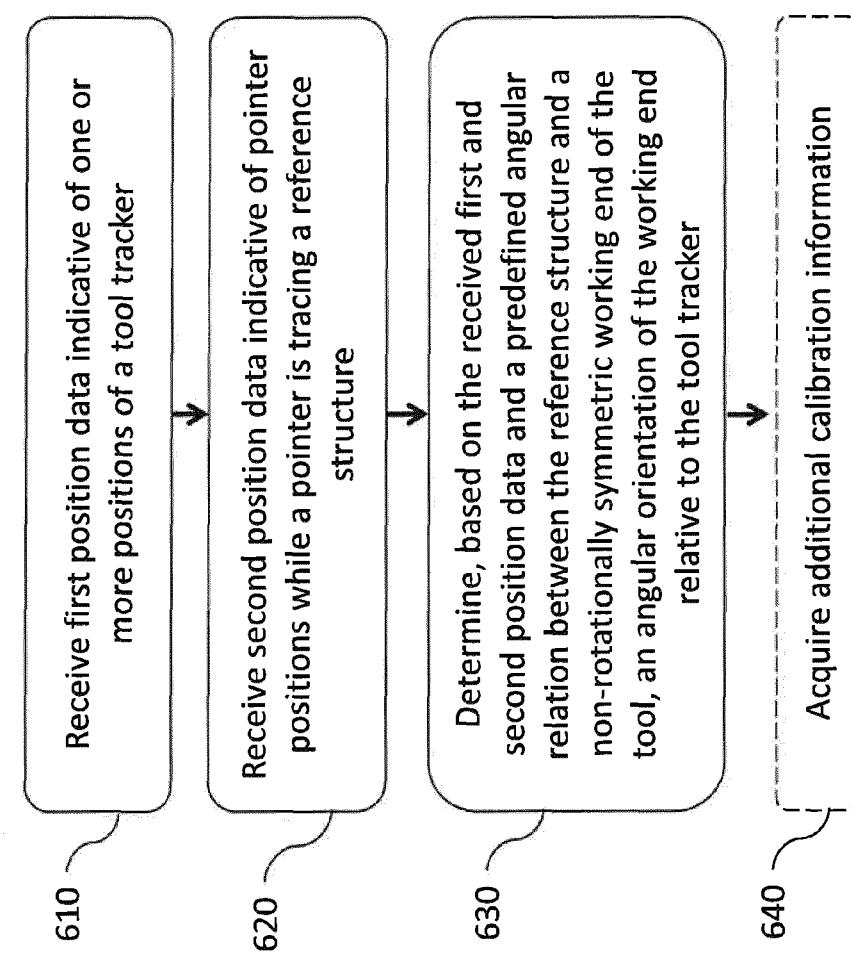 610
Receive first position data indicative of one or
more positions of a tool tracker
620
Receive second position data indicative of pointer
positions while a pointer is tracing a reference
structure
630
Determine, based on the received first and
second position data and a predefined angular
relation between the reference structure and a
non-rotationally symmetric working end of the
tool, an angular orientation of the working end
relative to the tool tracker
640
Acquire additional calibration information